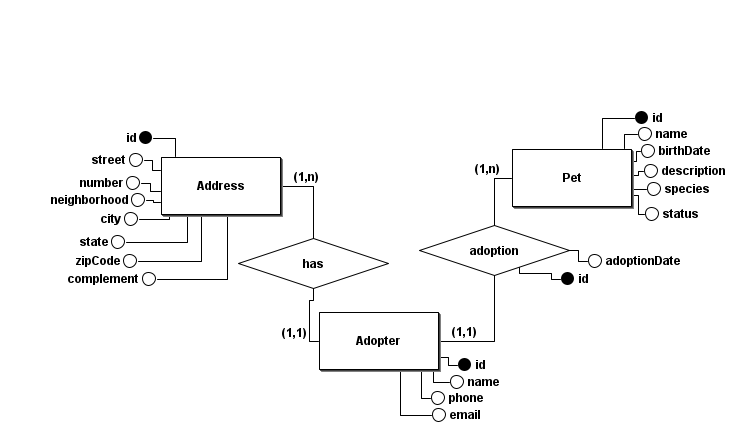 id
street
number
neighborhood
city
state
zipCode
complement
Address
(1,n)
has
(1,1)
Adopter
id
name
phone
email
(1,1)
adoption
adoptionDate
id
(1,n)
Pet
id
name
birthDate
description
species
status